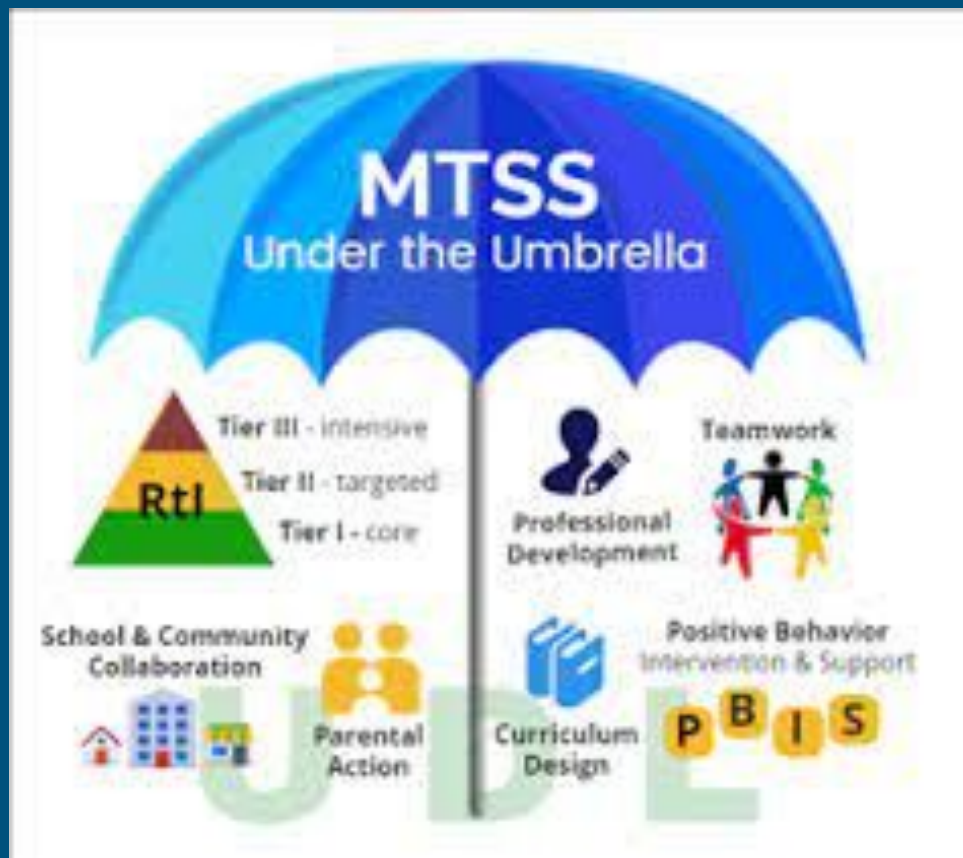 MTSS
Under the Umbrella
RtI
Tier III - intensive
Tier II - targeted
Tier I - core
Professional
Development
Teamwork
School & Community
Collaboration
Parental
Action
Curriculum
Design
Positive Behavior
Intervention & Support
P B I S
UDL